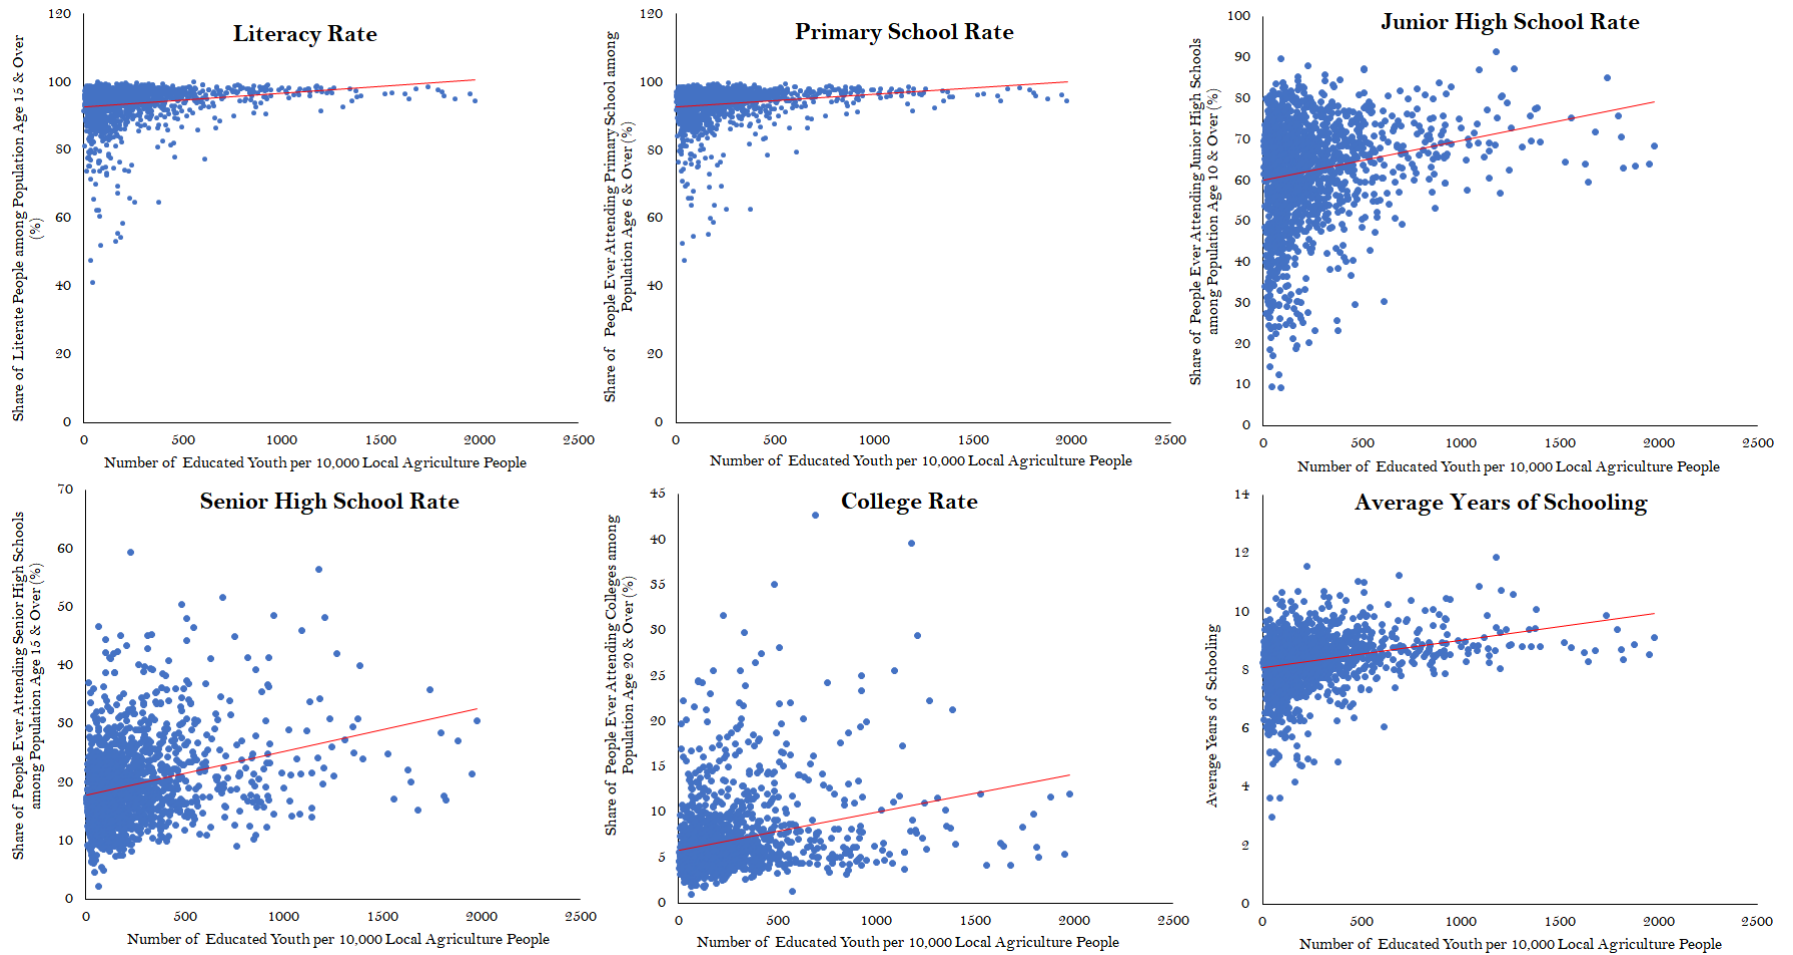 Literacy Rate
Share of Literate People among Population Age 15 & Over
(%)
120
100
80
60
40
20
0
0 500 1000 1500 2000 2500
Number of Educated Youth per 10,000 Local Agriculture People
Primary School Rate
Share of People Ever Attending Primary School among
Population Age 6 & Over (%)
120
100
80
60
40
20
0
0 500 1000 1500 2000 2500
Number of Educated Youth per 10,000 Local Agriculture People
Junior High School Rate
Share of People Ever Attending Junior High Schools
among Population Age 10 & Over (%)
100
90
80
70
60
50
40
30
20
10
0
0 500 1000 1500 2000 2500
Number of Educated Youth per 10,000 Local Agriculture People
Senior High School Rate
Share of People Ever Attending Senior High Schools
among Population Age 15 & Over (%)
70
60
50
40
30
20
10
0
0 500 1000 1500 2000 2500
Number of Educated Youth per 10,000 Local Agriculture People
College Rate
Share of People Ever Attending Colleges among
Population Age 20 & Over (%)
45
40
35
30
25
20
15
10
5
0
0 500 1000 1500 2000 2500
Number of Educated Youth per 10,000 Local Agriculture People
Average Years of Schooling
Average Years of Schooling
14
12
10
8
6
4
2
0
0 500 1000 1500 2000 2500
Number of Educated Youth per 10,000 Local Agriculture People